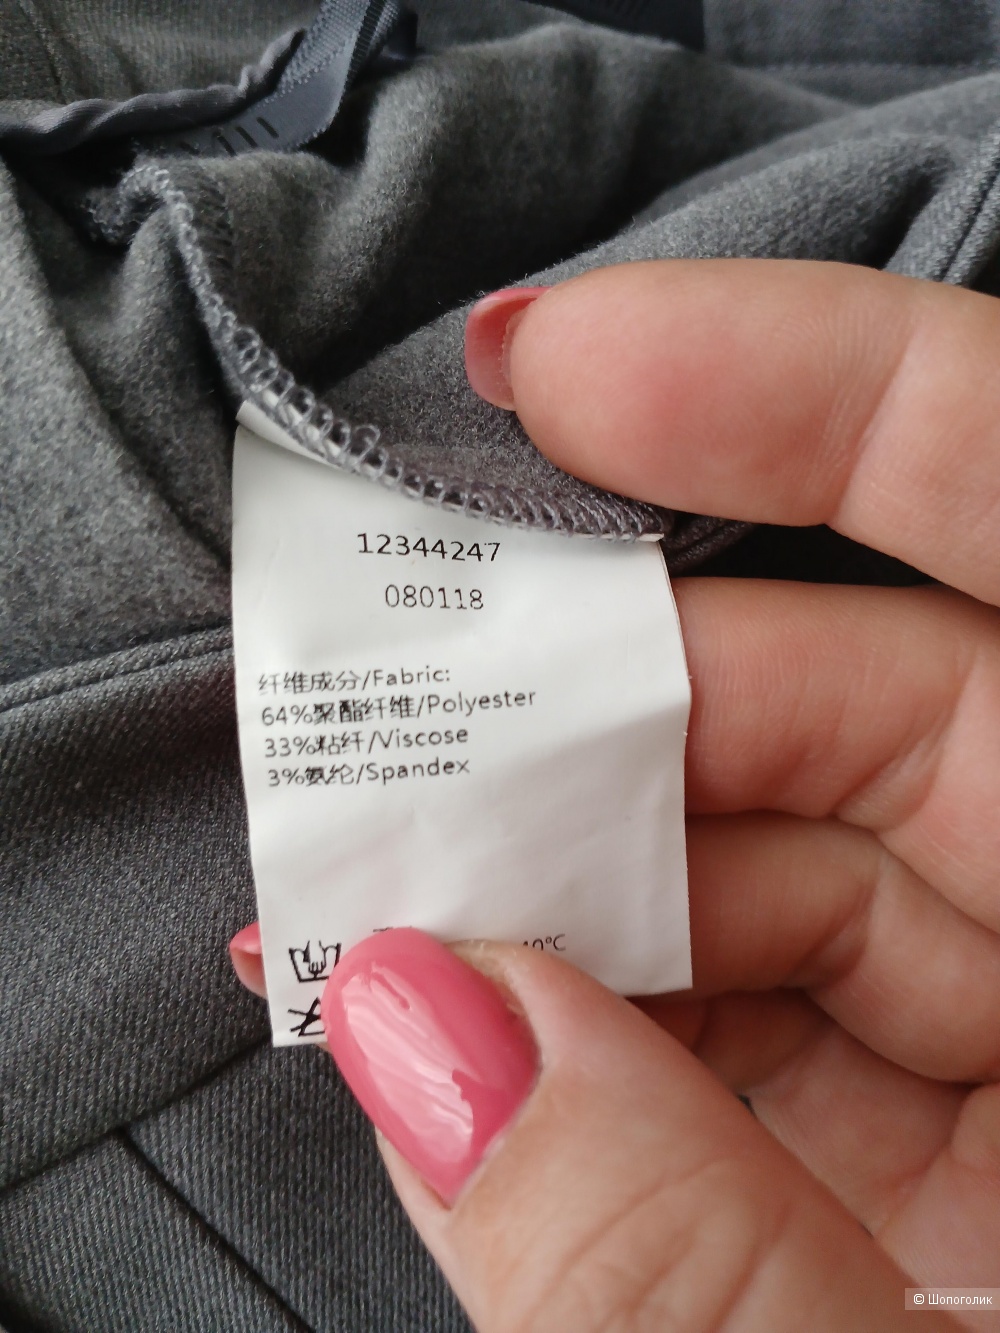 12344247
080118
纤维成分/Fabric:
64%聚酯纤维/Polyester
33%粘纤/Viscose
3%氨纶/Spandex
© Шопоголик